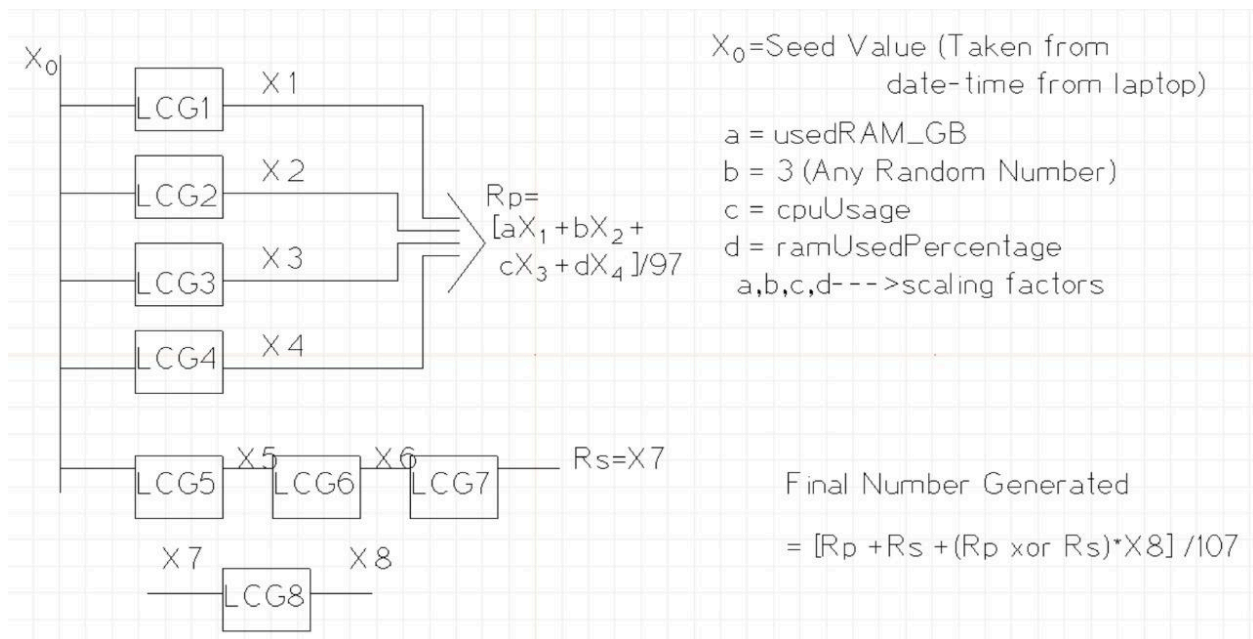 X₀
LCG1
X1
LCG2
X2
LCG3
X3
LCG4
X4
Rp=
[aX₁+bX₂+
cX₃+dX₄]/97
LCG5
X5
LCG6
X6
LCG7
Rs=X7
X7
LCG8
X8
X₀=Seed Value (Taken from
date-time from laptop)
a = usedRAM_GB
b = 3 (Any Random Number)
c = cpuUsage
d = ramUsedPercentage
a,b,c,d--->scaling factors
Final Number Generated
= [Rp +Rs +(Rp xor Rs)*X8] /107